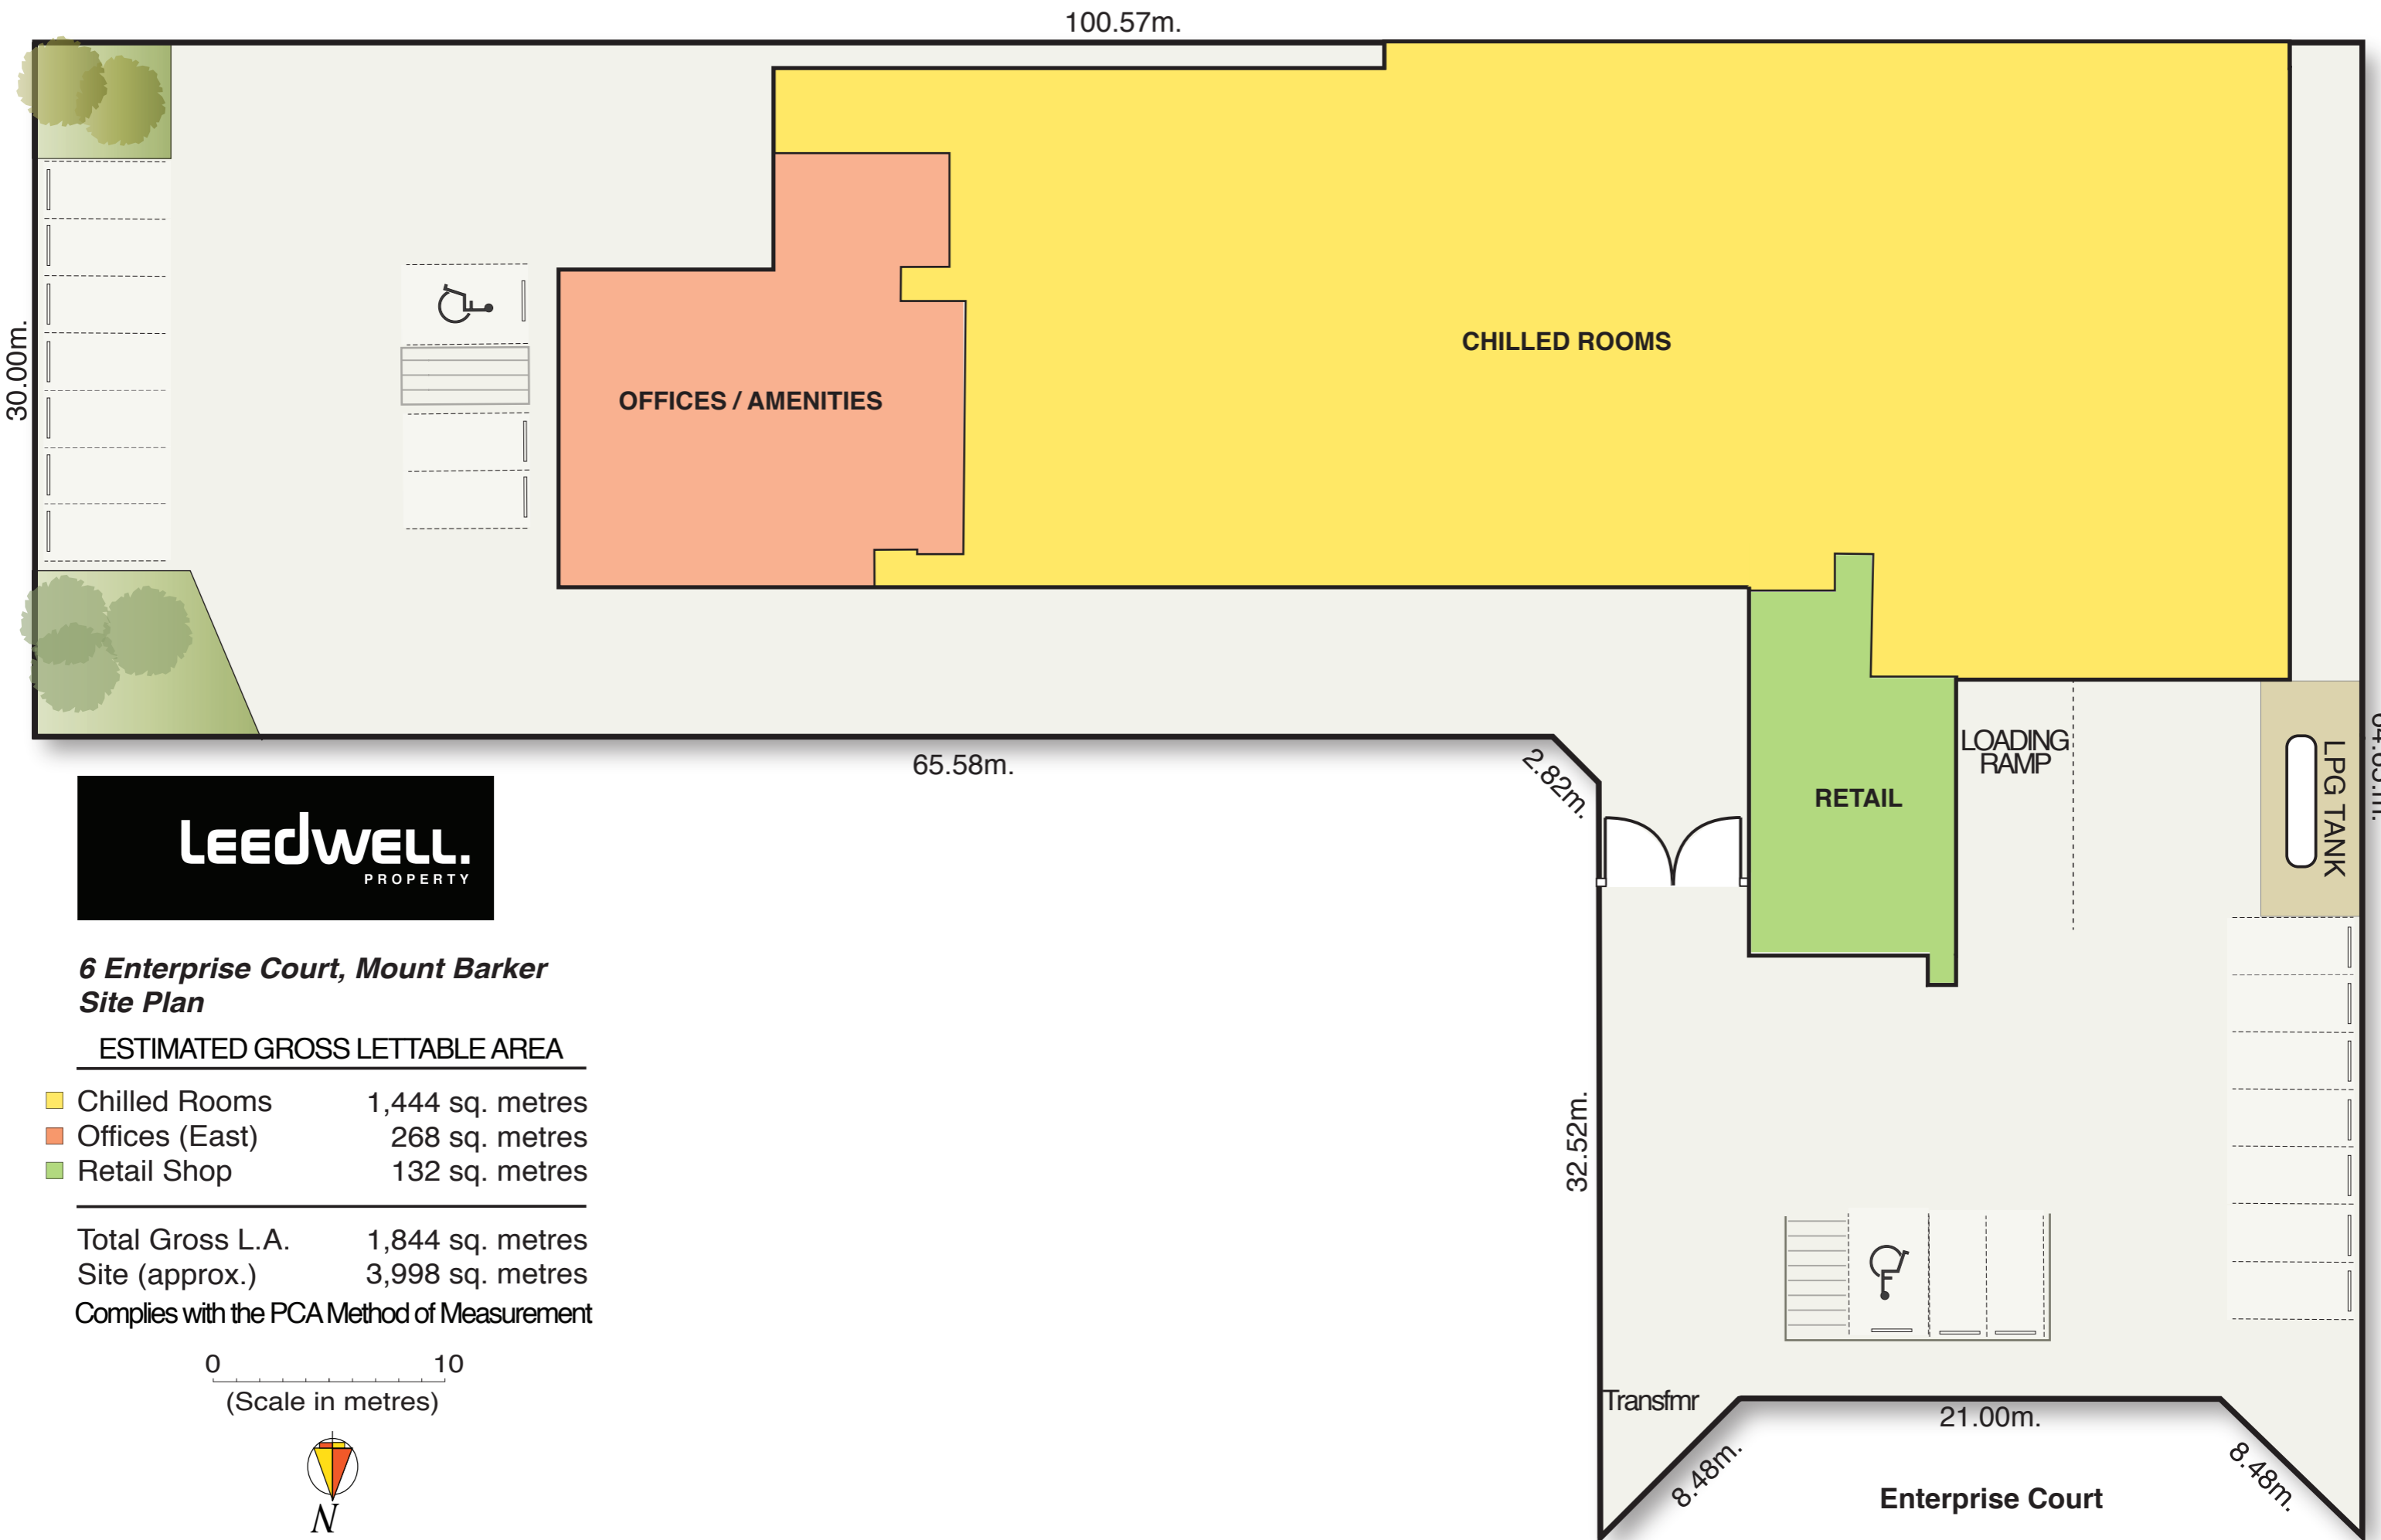 100.57m.
30.00m.
CHILLED ROOMS
OFFICES / AMENITIES
65.58m.
2.82m.
LOADING
RAMP
RETAIL
LPG TANK
Leedwell.
PROPERTY
6 Enterprise Court, Mount Barker
Site Plan
ESTIMATED GROSS LETTABLE AREA
Chilled Rooms 1,444 sq. metres
Offices (East) 268 sq. metres
Retail Shop 132 sq. metres
Total Gross L.A. 1,844 sq. metres
Site (approx.) 3,998 sq. metres
Complies with the PCA Method of Measurement
0 10
(Scale in metres)
N
32.52m.
Transfmr
21.00m.
8.48m.
8.48m.
Enterprise Court